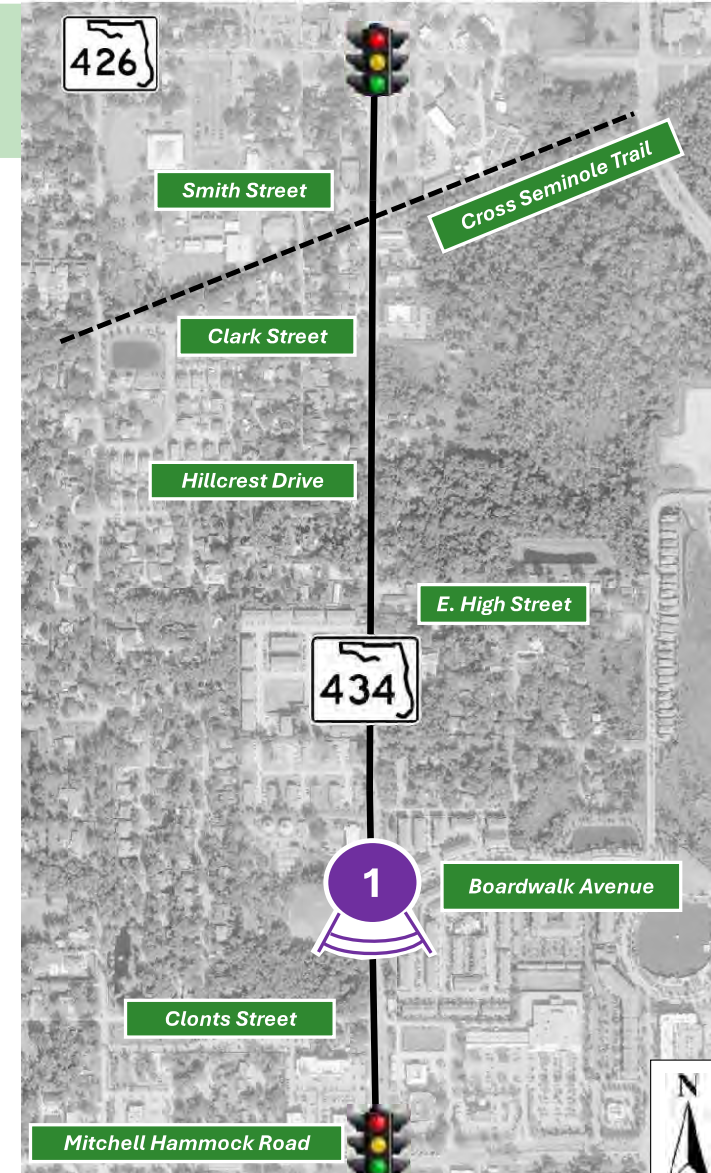 426
Smith Street
Cross Seminole Trail
Clark Street
Hillcrest Drive
E. High Street
434
1
Boardwalk Avenue
Clonts Street
N
Mitchell Hammock Road